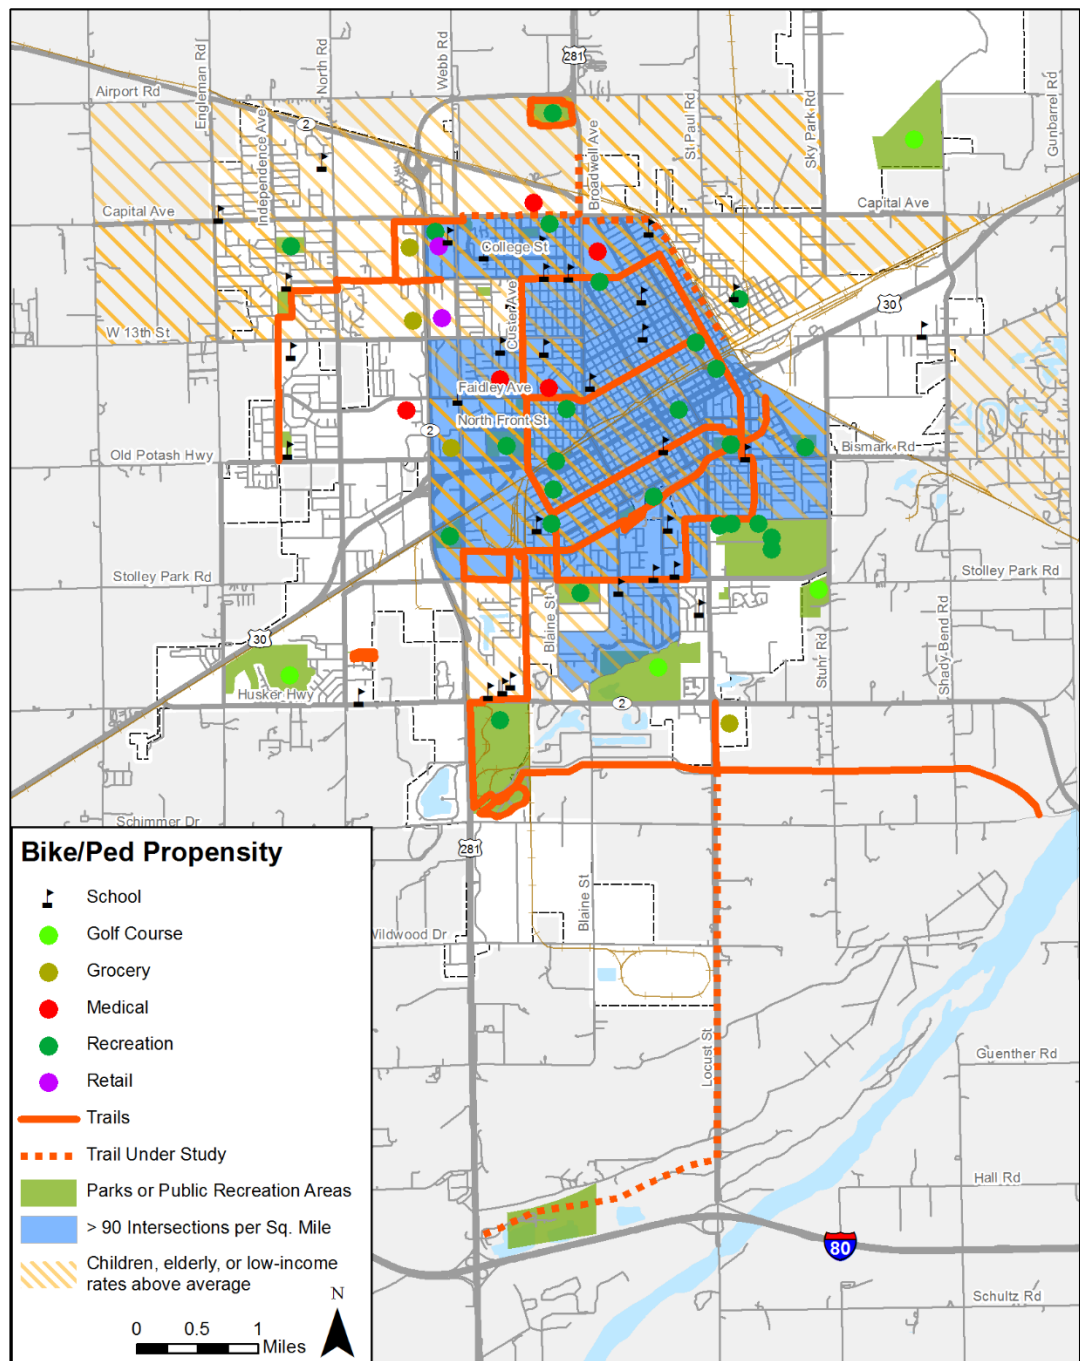 281
Airport Rd
Engleman Rd
North Rd
Webb Rd
Independence Ave
2
Broadwell Ave
St Paul Rd
Sky Park Rd
Gunbarrel Rd
Capital Ave
Capital Ave
College St
30
W 13th St
Custer Ave
Faidley Ave
North Front St
2
Old Potash Hwy
Bismark Rd
Stolley Park Rd
Stolley Park Rd
30
Blaine St
Stuhr Rd
Shady Bend Rd
Husker Hwy
2
Schimmer Dr
281
Blaine St
Wildwood Dr
Locust St
Guenther Rd
Hall Rd
80
Schultz Rd
Bike/Ped Propensity
School
Golf Course
Grocery
Medical
Recreation
Retail
Trails
Trail Under Study
Parks or Public Recreation Areas
> 90 Intersections per Sq. Mile
Children, elderly, or low-income
rates above average
N
0 0.5 1
Miles